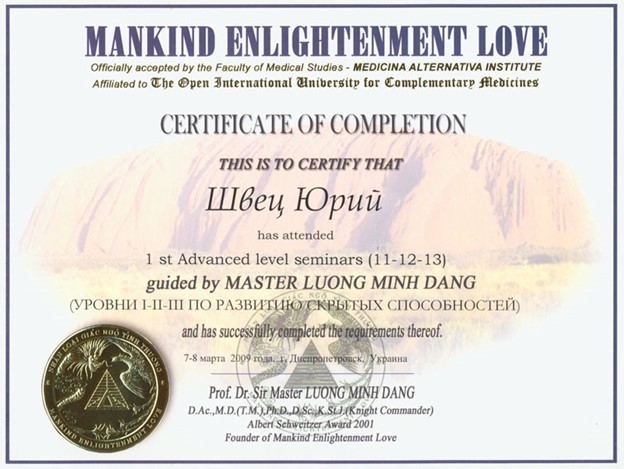 MANKIND ENLIGHTENMENT LOVE
Officially accepted by the Faculty of Medical Studies - MEDICINA ALTERNATIVA INSTITUTE
Affiliated to The Open International University for Complementary Medicines
CERTIFICATE OF COMPLETION
THIS IS TO CERTIFY THAT
Швец Юрий
has attended
1 st Advanced level seminars (11-12-13)
guided by MASTER LUONG MINH DANG
(УРОВНИ I-II-III ПО РАЗВИТИЮ СКРЫТЫХ СПОСОБНОСТЕЙ)
and has successfully completed the requirements thereof.
7-8 марта 2009 года. г. Днепропетровск, Украина
Prof. Dr. Sir Master LUONG MINH DANG
D.Ac.,M.D.(T.M.),Ph.D.,D.Sc.,K.St.J.(Knight Commander)
Albert Schweitzer Award 2001
Founder of Mankind Enlightenment Love
NHÂN LOẠI GIÁC NGỘ TÌNH THƯƠNG
MANKIND ENLIGHTENMENT LOVE